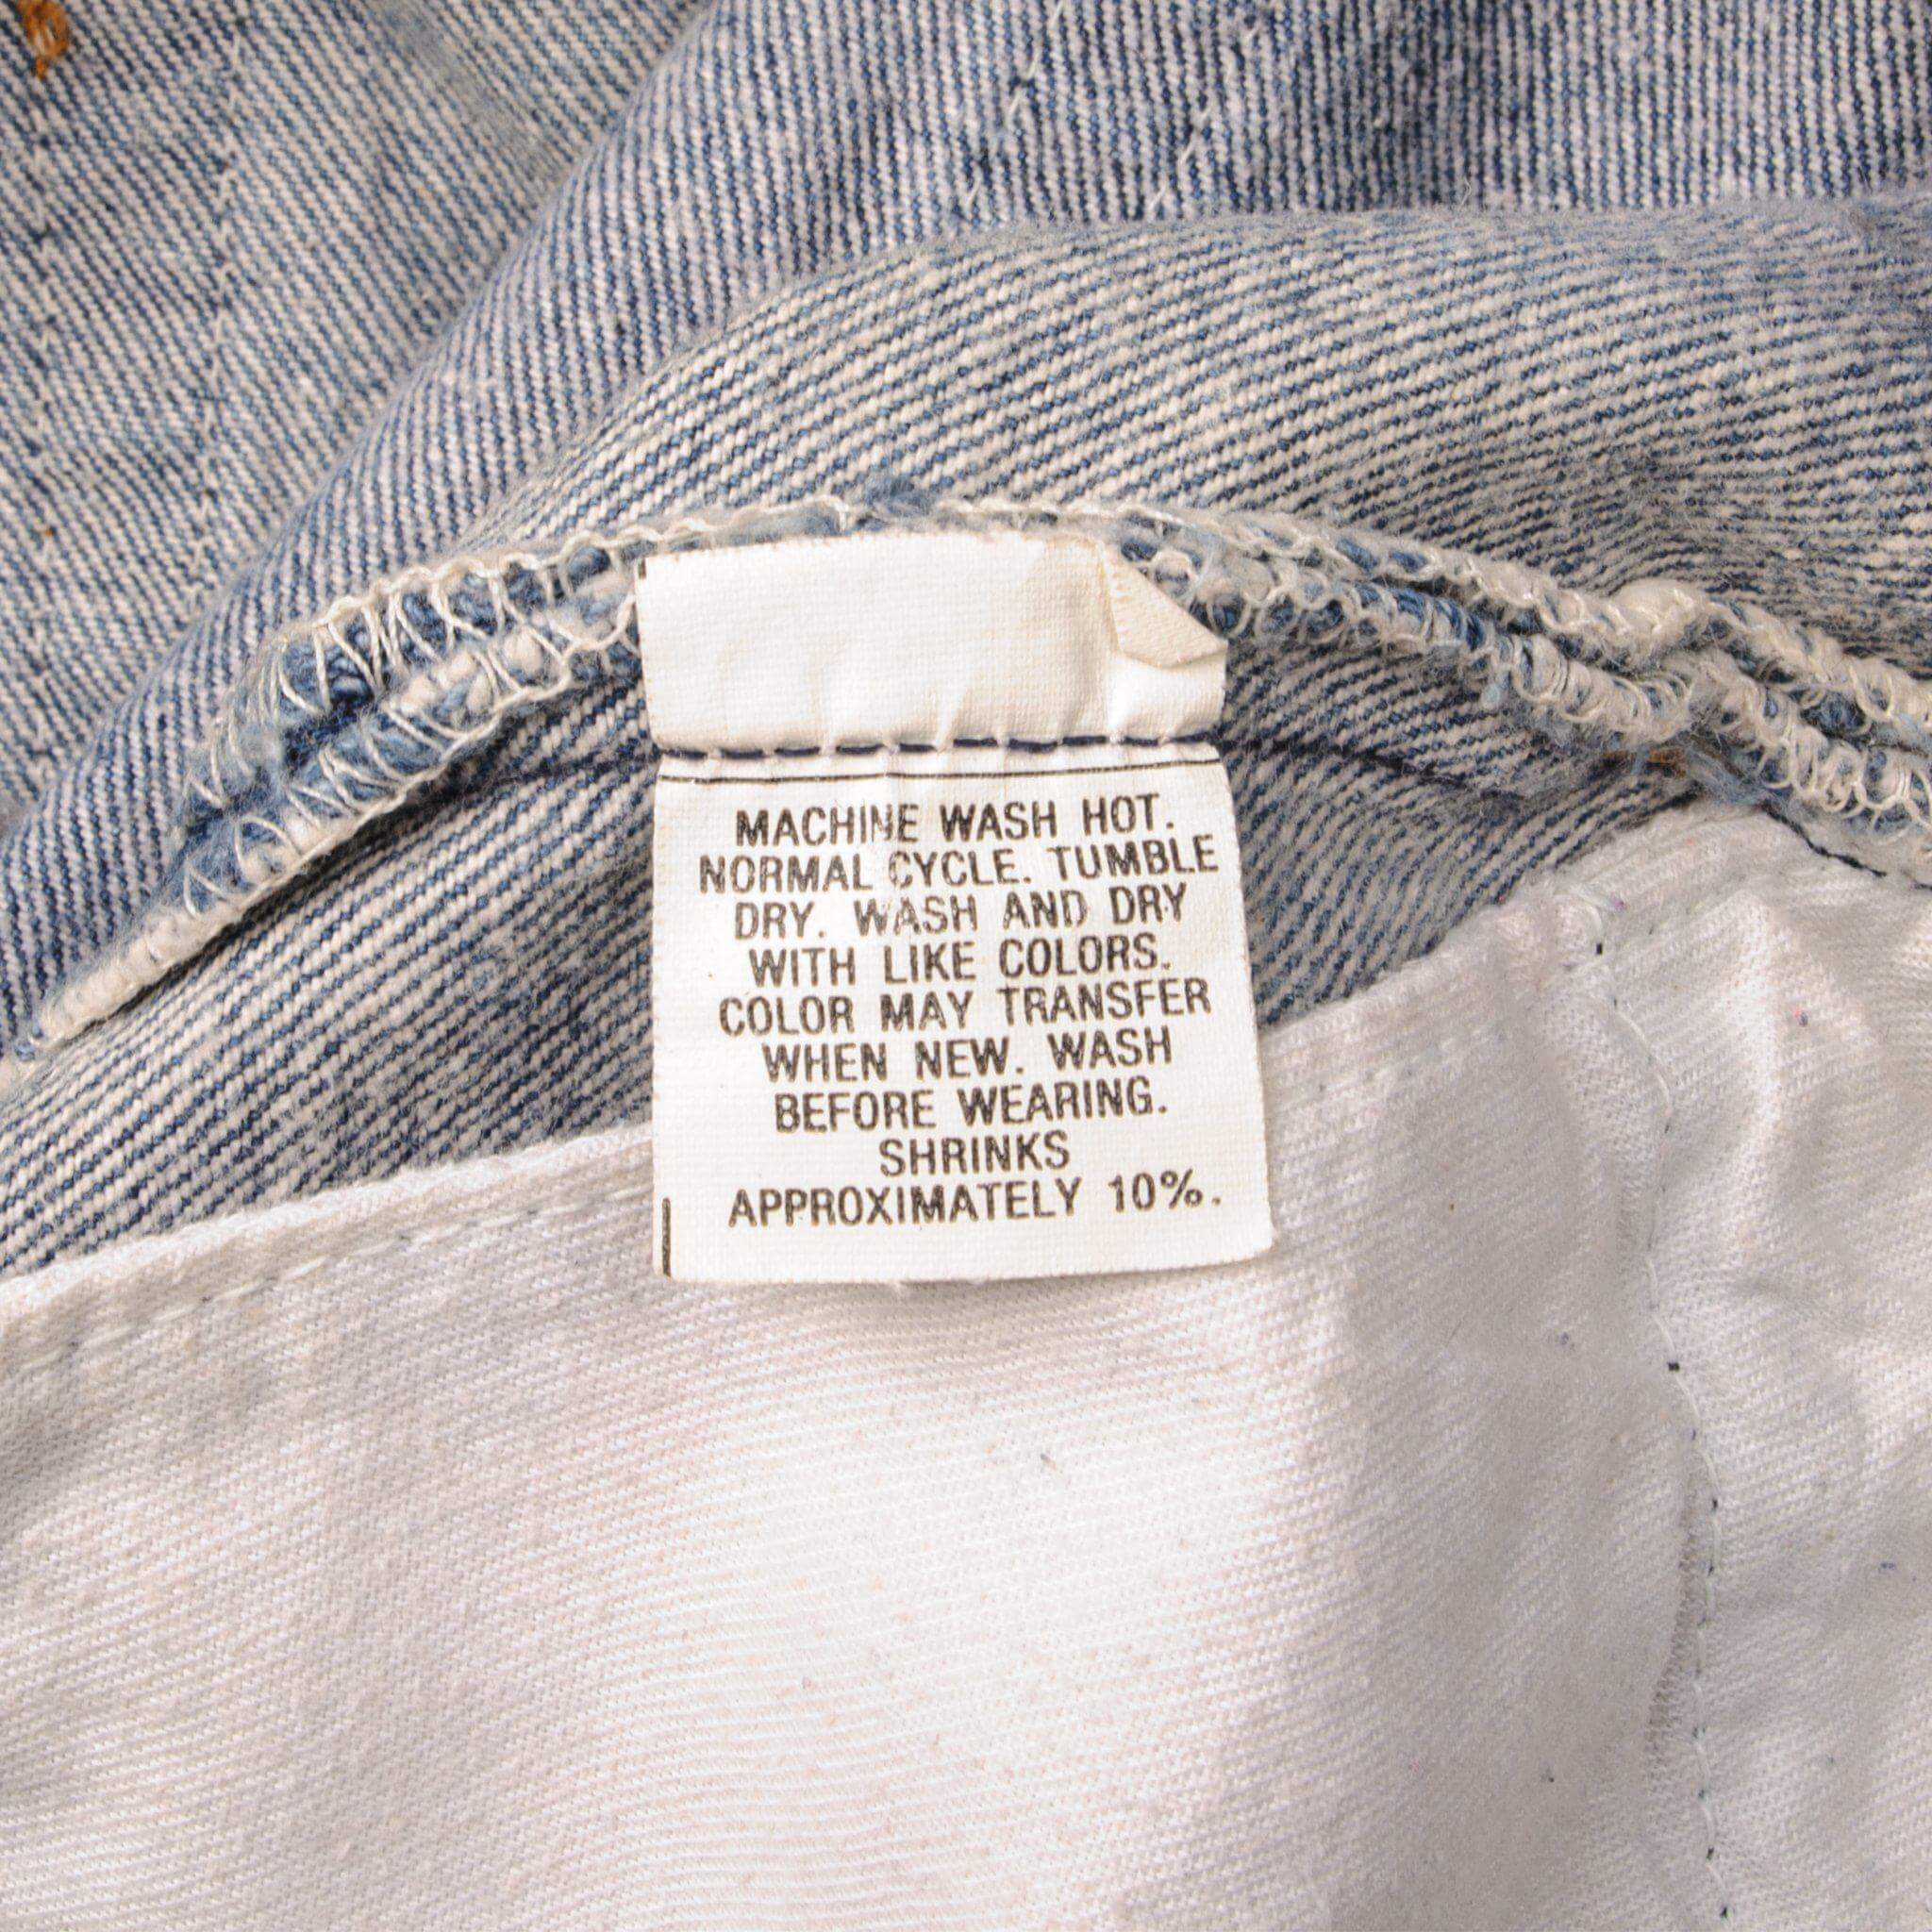 MACHINE WASH HOT.
NORMAL CYCLE. TUMBLE
DRY. WASH AND DRY
WITH LIKE COLORS.
COLOR MAY TRANSFER
WHEN NEW. WASH
BEFORE WEARING.
SHRINKS
APPROXIMATELY 10%.